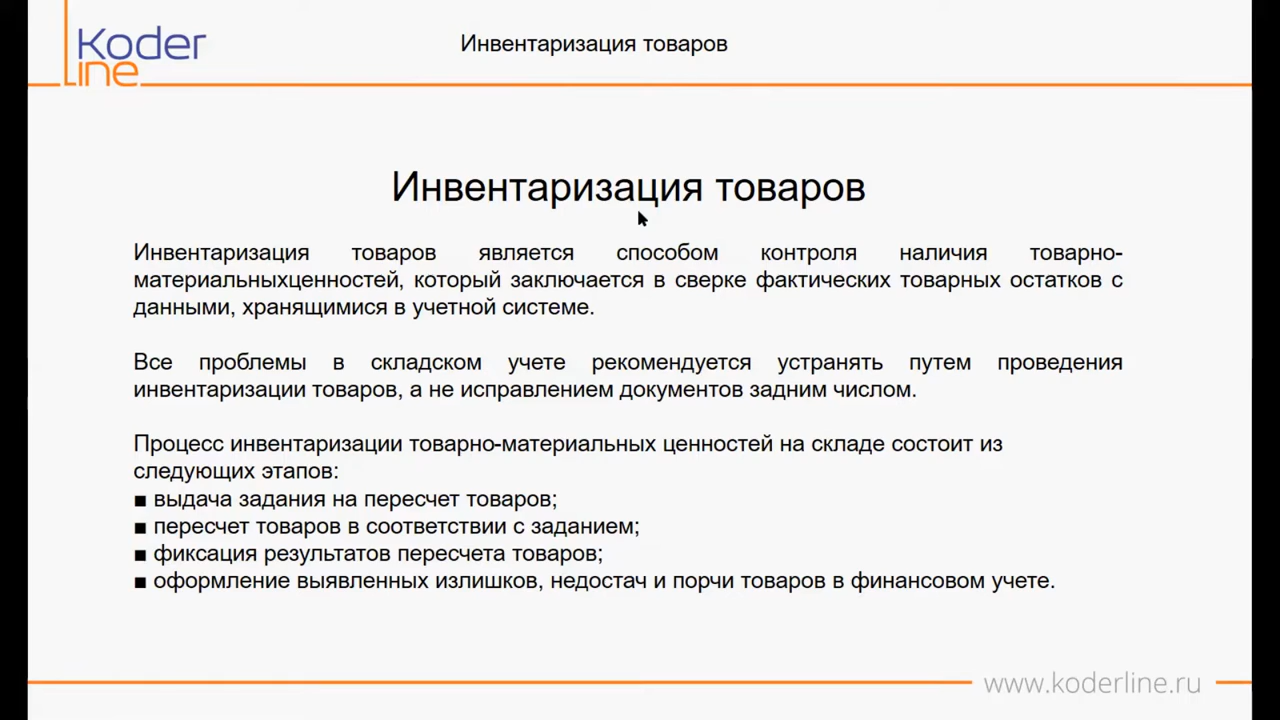 Koder
line
Инвентаризация товаров
Инвентаризация товаров
Инвентаризация товаров является способом контроля наличия товарно-
материальныхценностей, который заключается в сверке фактических товарных остатков с
данными, хранящимися в учетной системе.
Все проблемы в складском учете рекомендуется устранять путем проведения
инвентаризации товаров, а не исправлением документов задним числом.
Процесс инвентаризации товарно-материальных ценностей на складе состоит из
следующих этапов:
■ выдача задания на пересчет товаров;
■ пересчет товаров в соответствии с заданием;
■ фиксация результатов пересчета товаров;
■ оформление выявленных излишков, недостач и порчи товаров в финансовом учете.
www.koderline.ru